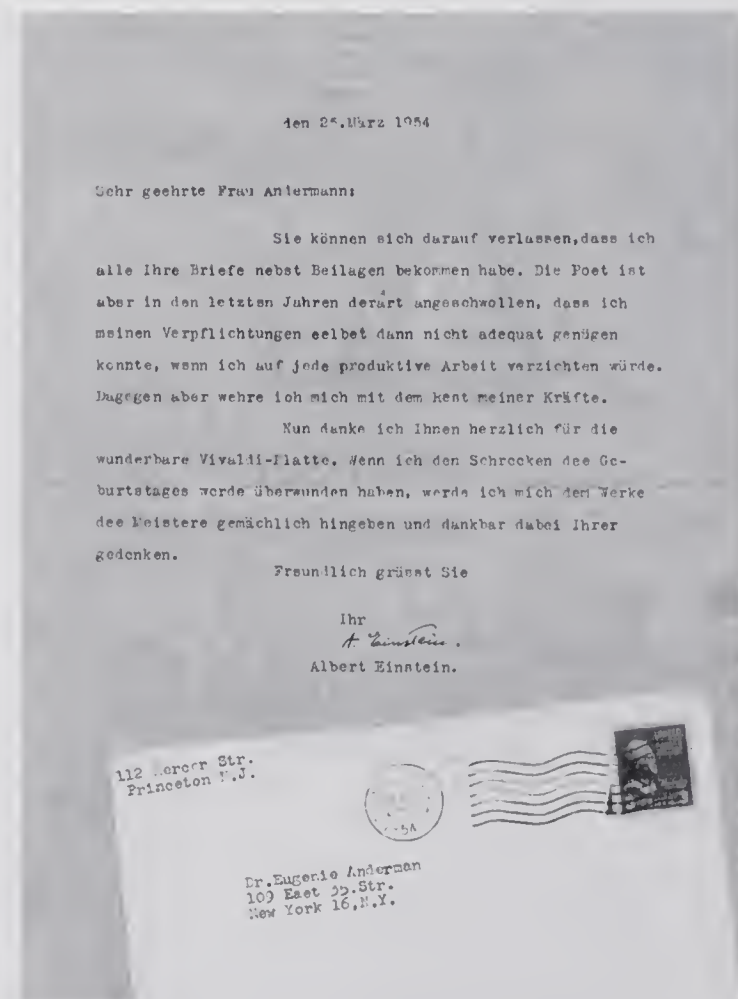 den 25.März 1954
Sehr geehrte Frau Andermann:
Sie können sich darauf verlassen,dass ich
alle Ihre Briefe nebst Beilagen bekommen habe. Die Post ist
aber in den letzten Jahren derart angeschwollen, dass ich
meinen Verpflichtungen selbst dann nicht adequat genügen
konnte, wenn ich auf jede produktive Arbeit verzichten würde.
Dagegen aber wehre ich mich mit dem Rest meiner Kräfte.
Nun danke ich Ihnen herzlich für die
wunderbare Vivaldi-Platte. Wenn ich den Schrecken des Ge-
burtstages werde überwunden haben, werde ich mich dem Werke
des Meisters gemächlich hingeben und dankbar dabei Ihrer
gedenken.
Freundlich grüsst Sie
Ihr
A. Einstein.
Albert Einstein.
112 Mercer Str.
Princeton N.J.
54
Dr.Eugenie Anderman
109 East 35.Str.
New York 16,N.Y.